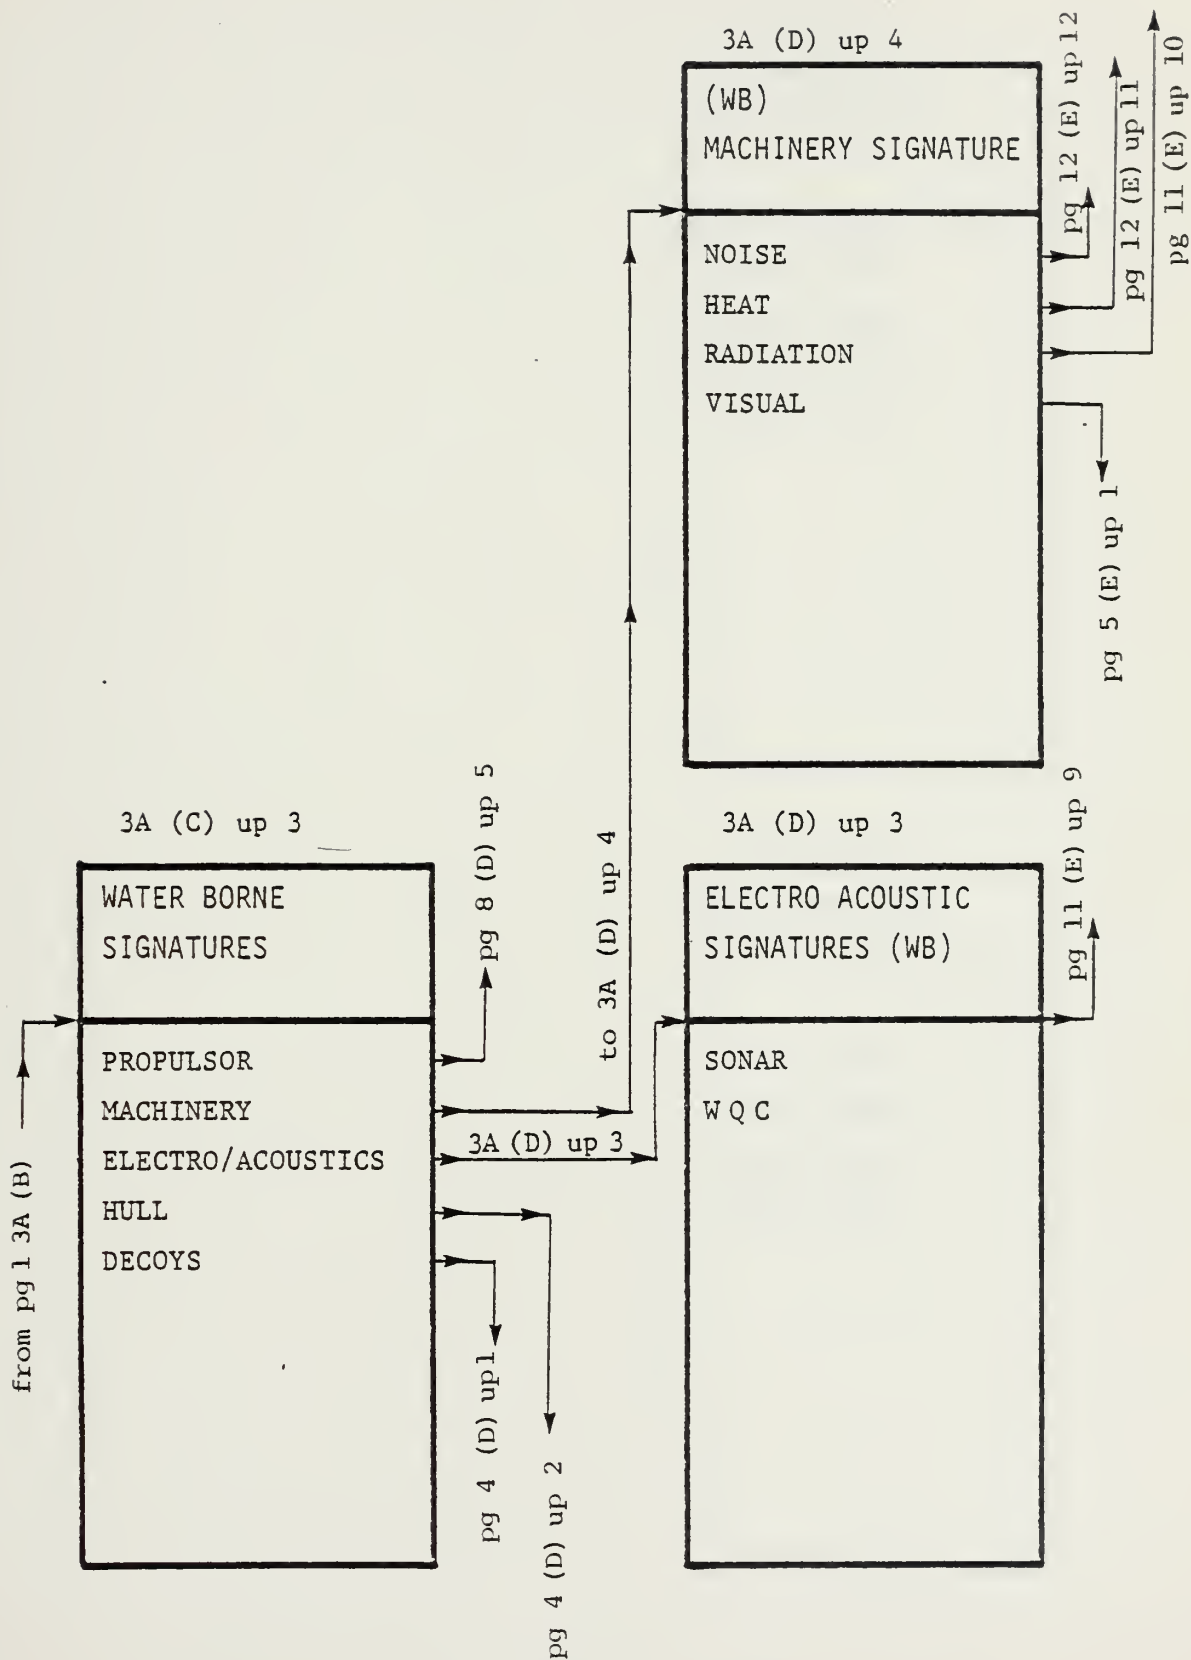 3A (D) up 4
(WB)
MACHINERY SIGNATURE
NOISE
HEAT
RADIATION
VISUAL
pg 12 (E) up 12
pg 12 (E) up 11
pg 11 (E) up 10
pg 5 (E) up 1
3A (C) up 3
WATER BORNE
SIGNATURES
PROPULSOR
MACHINERY
ELECTRO/ACOUSTICS
HULL
DECOYS
from pg 1 3A (B)
pg 8 (D) up 5
to 3A (D) up 4
3A (D) up 3
pg 4 (D) up1
pg 4 (D) up 2
3A (D) up 3
ELECTRO ACOUSTIC
SIGNATURES (WB)
SONAR
W Q C
pg 11 (E) up 9